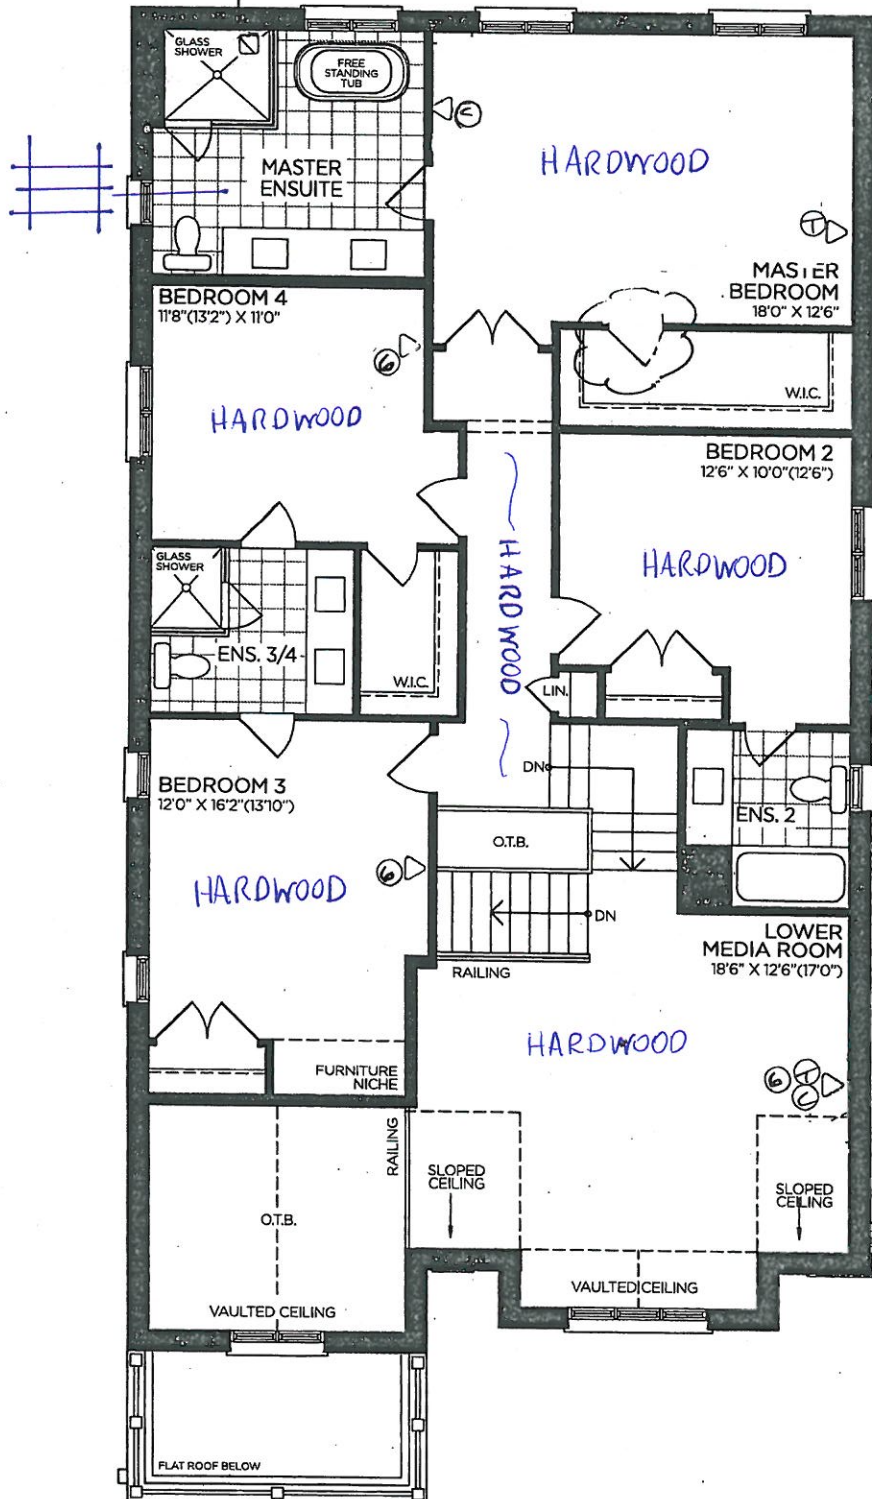 GLASS
SHOWER
FREE
STANDING
TUB
MASTER
ENSUITE
HARDWOOD
MASTER
BEDROOM
18'0" X 12'6"
T
BEDROOM 4
11'8"(13'2") X 11'0"
6
HARDWOOD
W.I.C.
BEDROOM 2
12'6" X 10'0"(12'6")
HARDWOOD
HARDWOOD
GLASS
SHOWER
ENS. 3/4
W.I.C.
LIN.
BEDROOM 3
12'0" X 16'2"(13'10")
DN
ENS. 2
O.T.B.
6
HARDWOOD
DN
RAILING
LOWER
MEDIA ROOM
18'6" X 12'6"(17'0")
HARDWOOD
6
T
FURNITURE
NICHE
RAILING
SLOPED
CEILING
SLOPED
CEILING
O.T.B.
VAULTED CEILING
VAULTED CEILING
FLAT ROOF BELOW